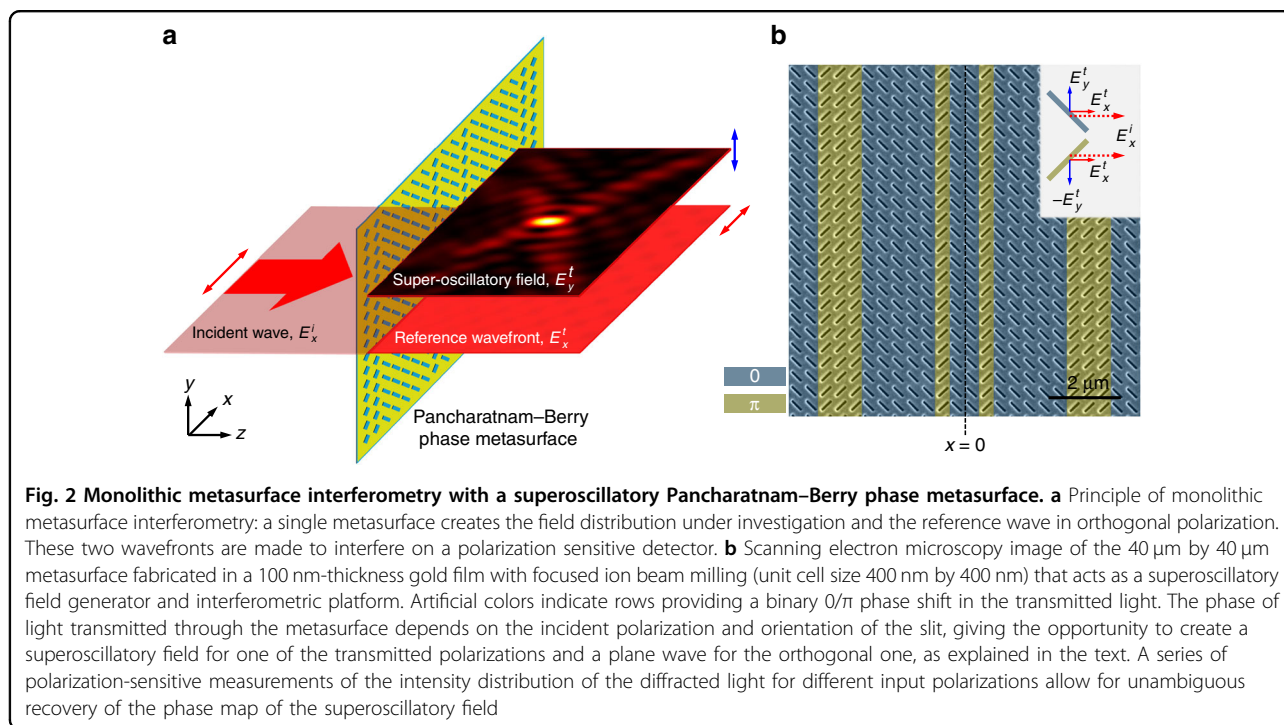 a
b
E_y^t
E_x^t
E_x^i
E_x^t
−E_y^t
Super-oscillatory field, E_y^t
Incident wave, E_x^i
Reference wavefront, E_x^t
y
x
z
Pancharatnam–Berry
phase metasurface
0
π
2 μm
x = 0
Fig. 2 Monolithic metasurface interferometry with a superoscillatory Pancharatnam–Berry phase metasurface. a Principle of monolithic
metasurface interferometry: a single metasurface creates the field distribution under investigation and the reference wave in orthogonal polarization.
These two wavefronts are made to interfere on a polarization sensitive detector. b Scanning electron microscopy image of the 40 μm by 40 μm
metasurface fabricated in a 100 nm-thickness gold film with focused ion beam milling (unit cell size 400 nm by 400 nm) that acts as a superoscillatory
field generator and interferometric platform. Artificial colors indicate rows providing a binary 0/π phase shift in the transmitted light. The phase of
light transmitted through the metasurface depends on the incident polarization and orientation of the slit, giving the opportunity to create a
superoscillatory field for one of the transmitted polarizations and a plane wave for the orthogonal one, as explained in the text. A series of
polarization-sensitive measurements of the intensity distribution of the diffracted light for different input polarizations allow for unambiguous
recovery of the phase map of the superoscillatory field